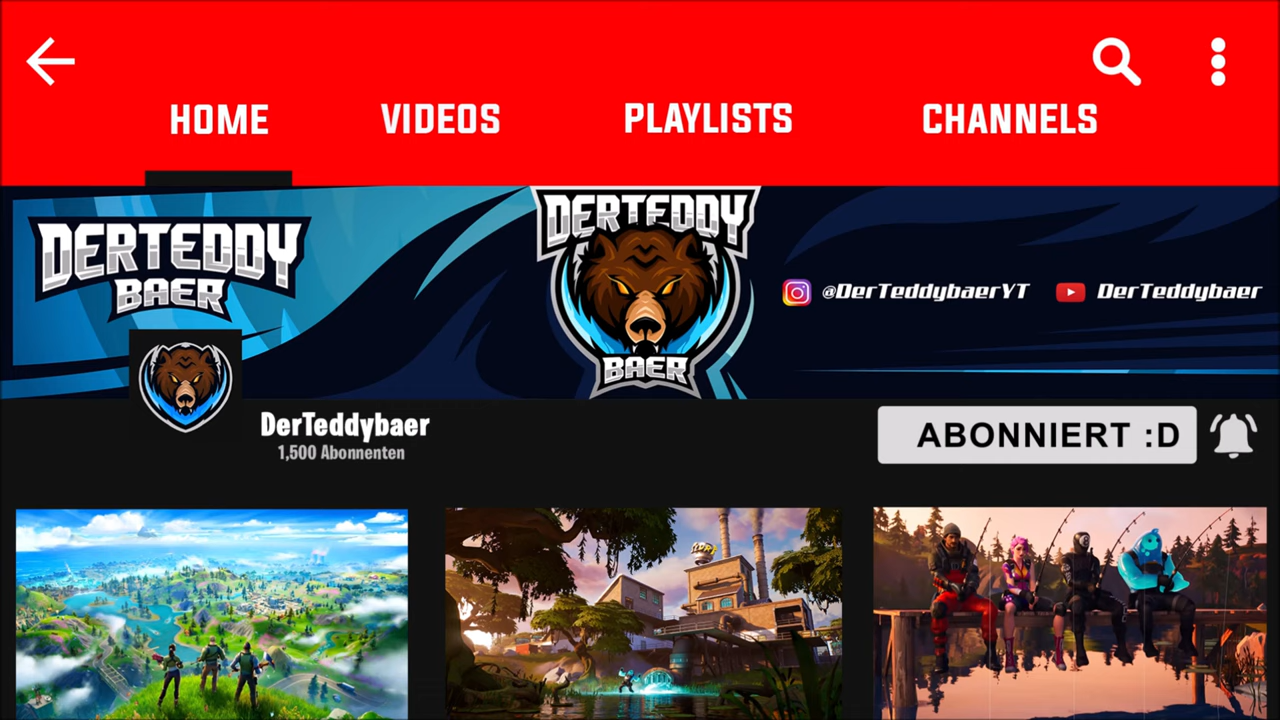 HOME
VIDEOS
PLAYLISTS
CHANNELS
DERTEDDY
BAER
DERTEDDY
BAER
@DerTeddybaerYT
DerTeddybaer
DerTeddybaer
1,500 Abonnenten
ABONNIERT :D